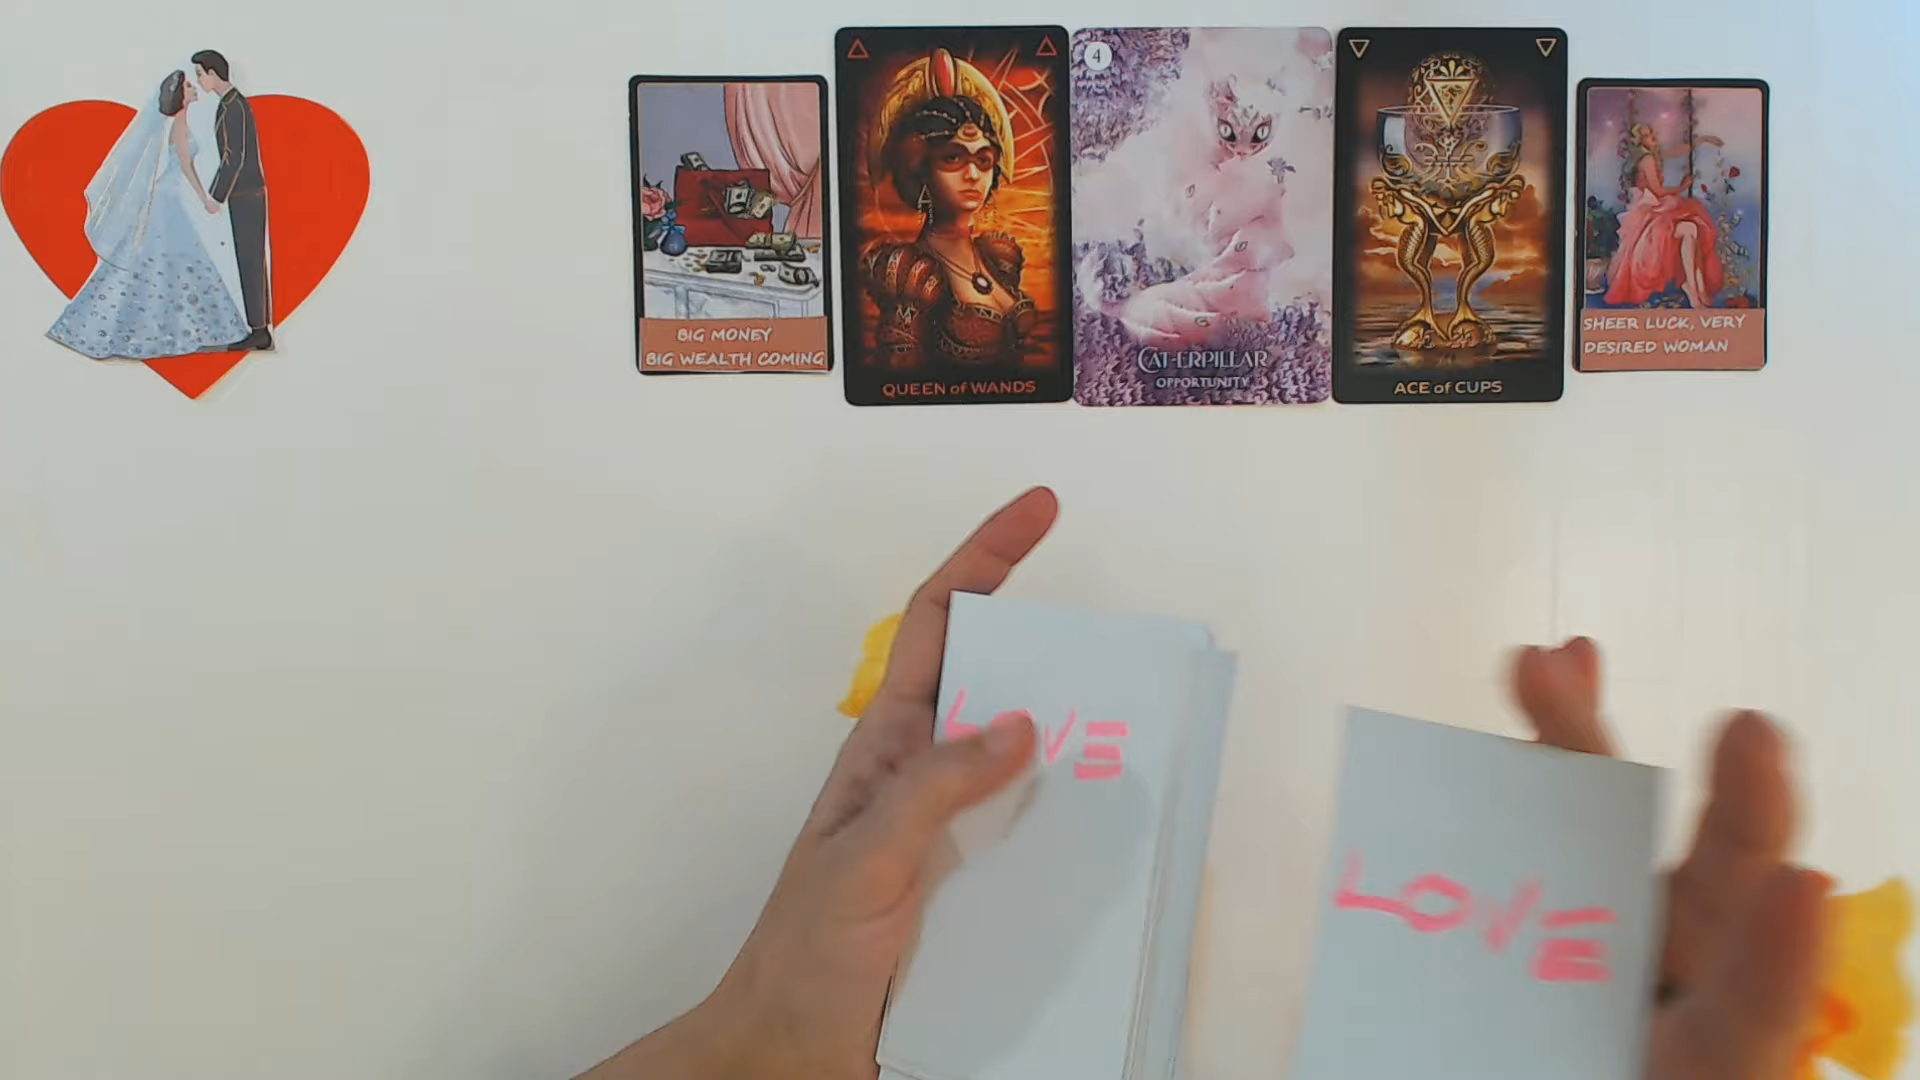 BIG MONEY
BIG WEALTH COMING
QUEEN of WANDS
4
CAT-ERPILLAR
OPPORTUNITY
ACE of CUPS
SHEER LUCK, VERY
DESIRED WOMAN
LOVE
LOVE